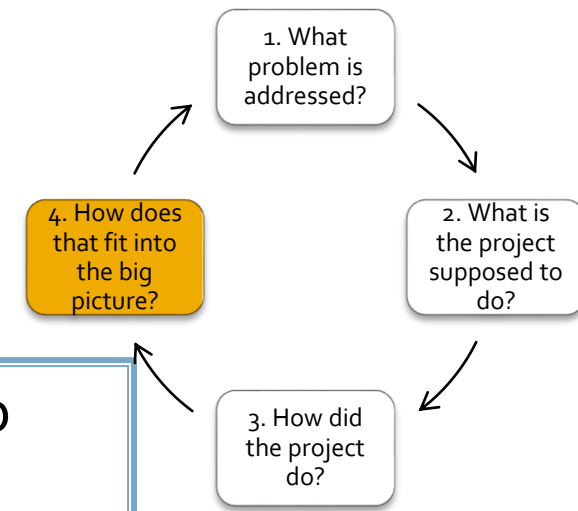 1. What
problem is
addressed?
4. How does
that fit into
the big
picture?
2. What is
the project
supposed to
do?
3. How did
the project
do?